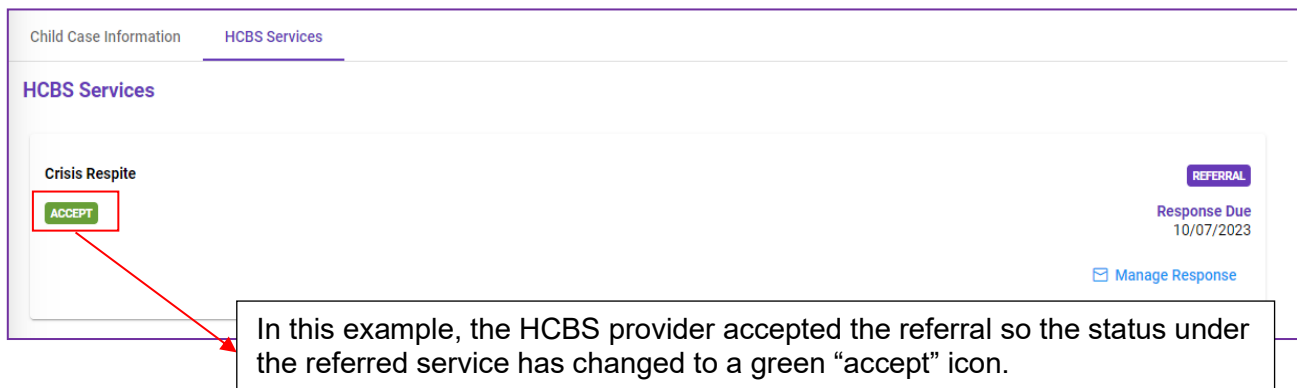 Child Case Information HCBS Services
HCBS Services
Crisis Respite
REFERRAL
ACCEPT
Response Due
10/07/2023
Manage Response
In this example, the HCBS provider accepted the referral so the status under
the referred service has changed to a green “accept” icon.